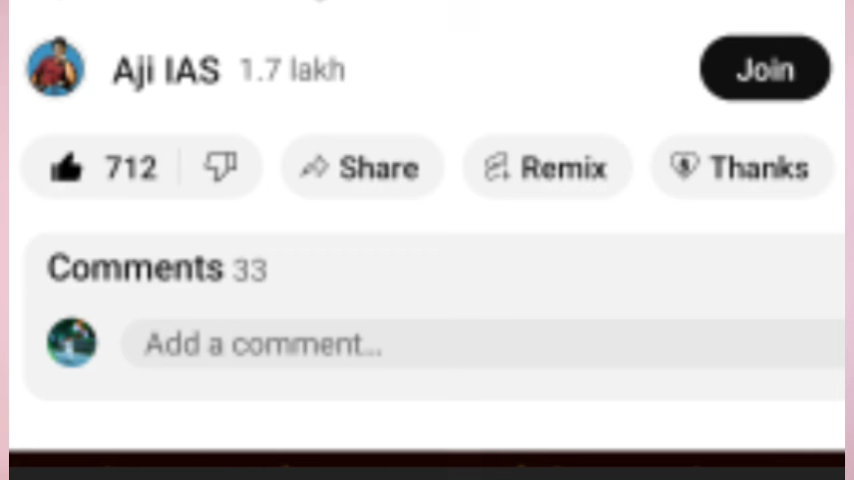 Aji IAS 1.7 lakh Join
712 Share Remix Thanks
Comments 33
Add a comment...